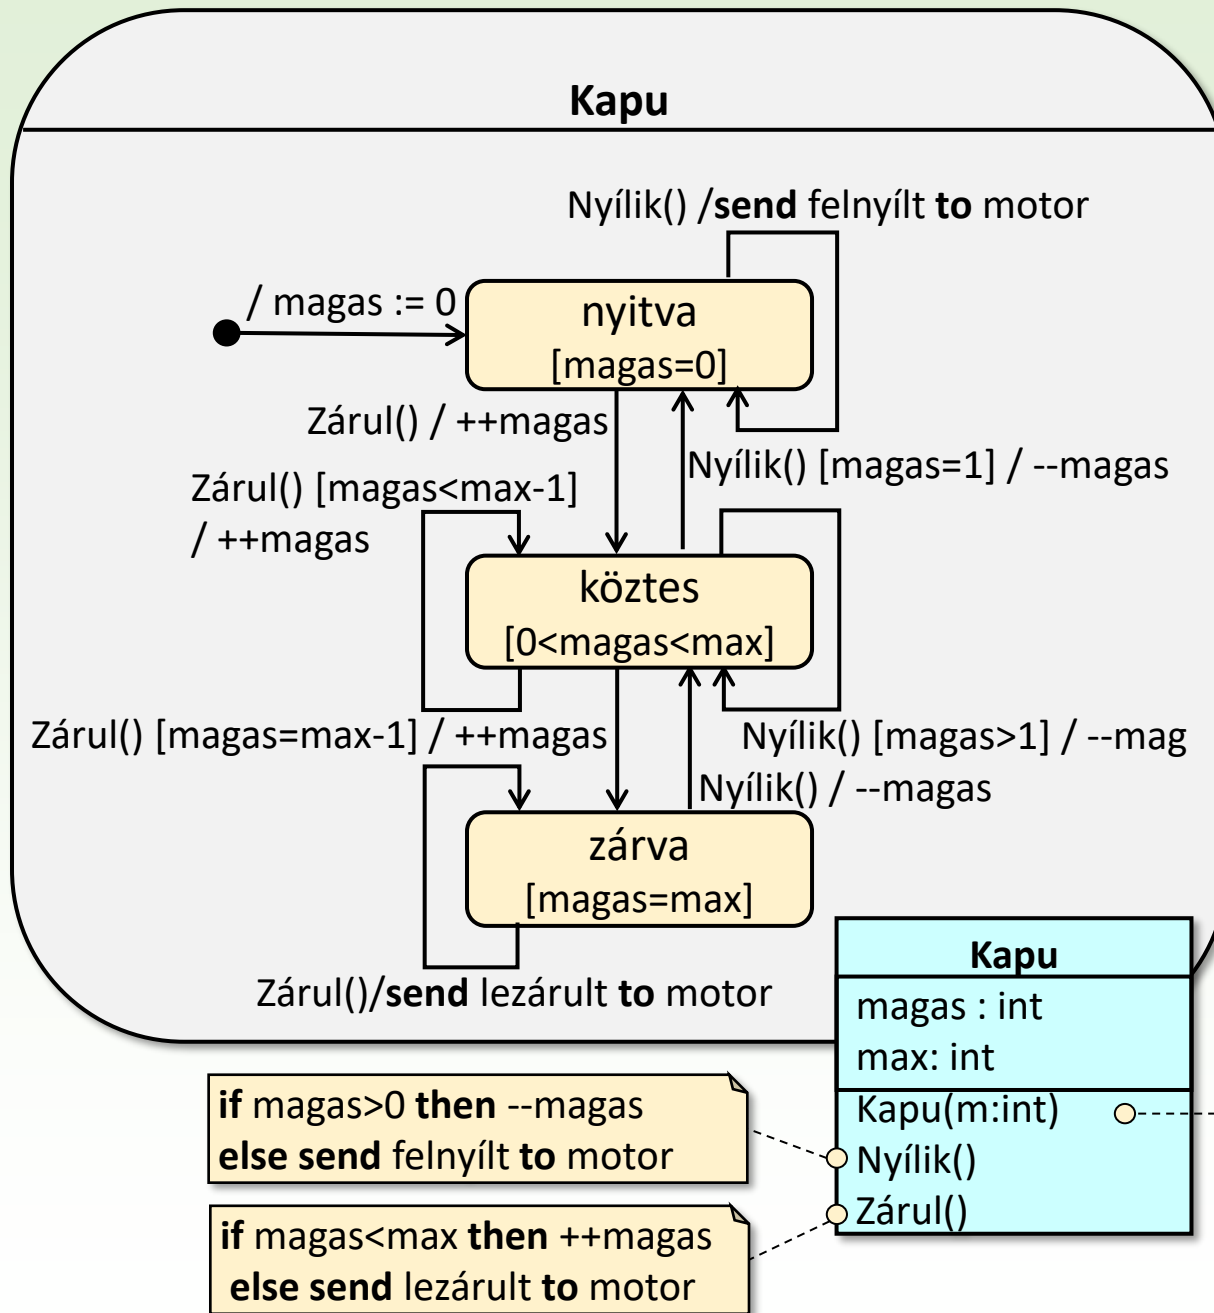 Kapu
Nyílik() /send felnyílt to motor
/ magas := 0
nyitva
[magas=0]
Zárul() / ++magas
Nyílik() [magas=1] / --magas
Zárul() [magas<max-1]
/ ++magas
köztes
[0<magas<max]
Zárul() [magas=max-1] / ++magas
Nyílik() [magas>1] / --mag
Nyílik() / --magas
zárva
[magas=max]
Zárul()/send lezárult to motor
Kapu
magas : int
max: int
Kapu(m:int)
Nyílik()
Zárul()
if magas>0 then --magas
else send felnyílt to motor
if magas<max then ++magas
else send lezárult to motor